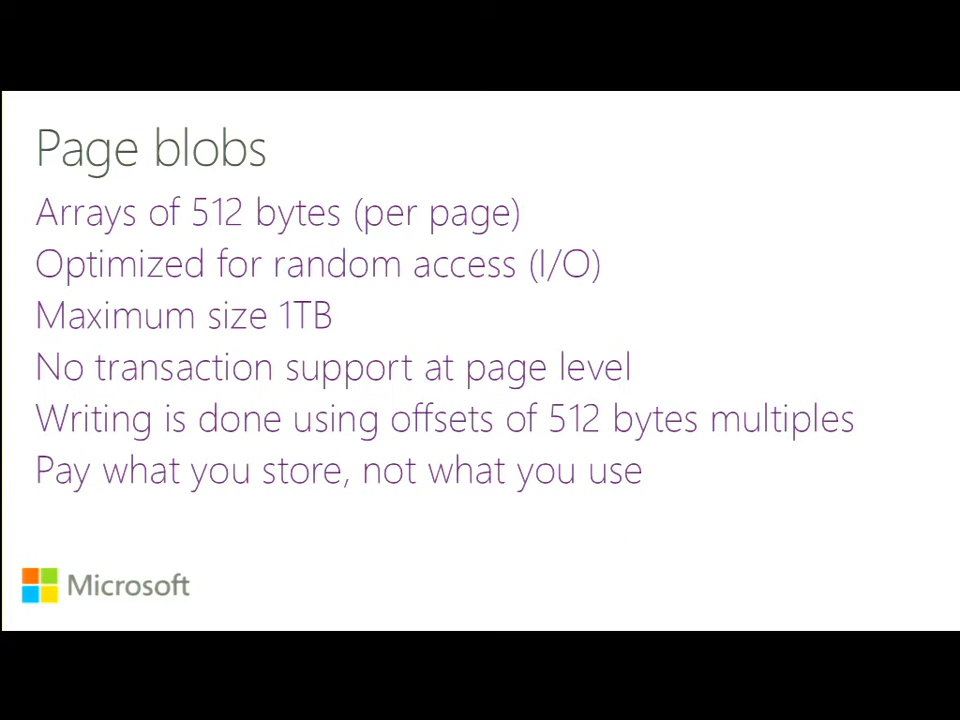 Page blobs
Arrays of 512 bytes (per page)
Optimized for random access (I/O)
Maximum size 1TB
No transaction support at page level
Writing is done using offsets of 512 bytes multiples
Pay what you store, not what you use
Microsoft